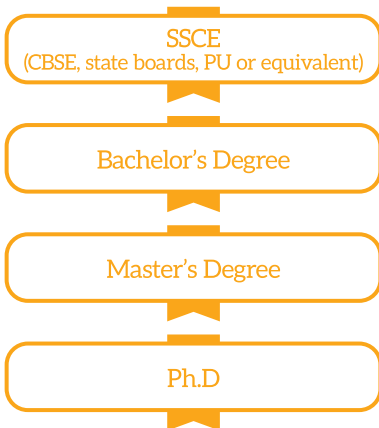 SSCE
(CBSE, state boards, PU or equivalent)
Bachelor’s Degree
Master’s Degree
Ph.D